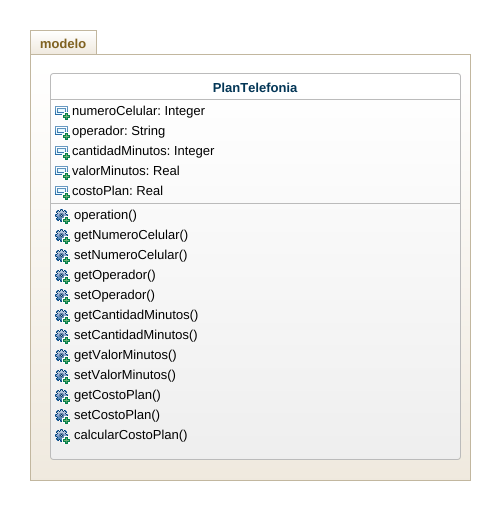 modelo
PlanTelefonia
numeroCelular: Integer
operador: String
cantidadMinutos: Integer
valorMinutos: Real
costoPlan: Real
operation()
getNumeroCelular()
setNumeroCelular()
getOperador()
setOperador()
getCantidadMinutos()
setCantidadMinutos()
getValorMinutos()
setValorMinutos()
getCostoPlan()
setCostoPlan()
calcularCostoPlan()